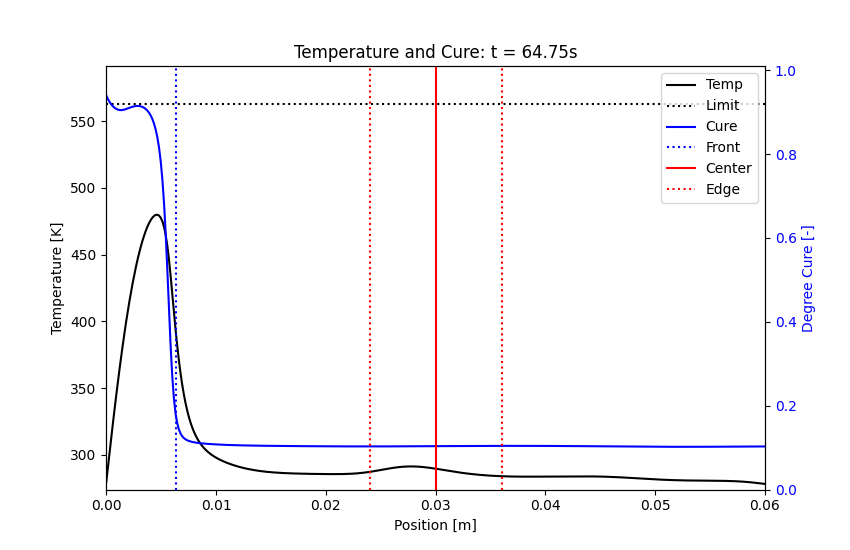 Temperature and Cure: t = 64.75s
Temperature [K]
550
500
450
400
350
300
Temp
Limit
Cure
Front
Center
Edge
1.0
0.8
0.6
0.4
0.2
0.0
Degree Cure [-]
0.00 0.01 0.02 0.03 0.04 0.05 0.06
Position [m]